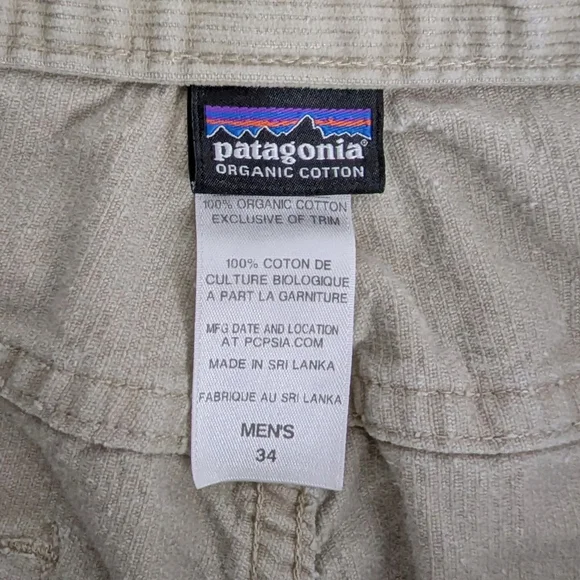 patagonia®
ORGANIC COTTON
100% ORGANIC COTTON
EXCLUSIVE OF TRIM
100% COTON DE
CULTURE BIOLOGIQUE
A PART LA GARNITURE
MFG DATE AND LOCATION
AT PCPSIA.COM
MADE IN SRI LANKA
FABRIQUE AU SRI LANKA
MEN'S
34